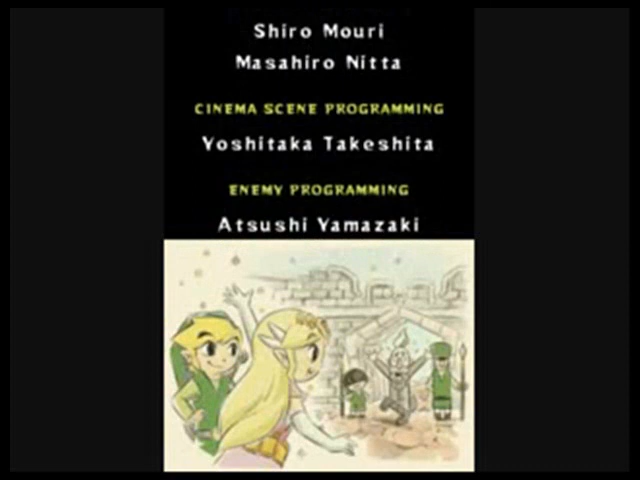 Shiro Mouri
Masahiro Nitta
CINEMA SCENE PROGRAMMING
Yoshitaka Takeshita
ENEMY PROGRAMMING
Atsushi Yamazaki